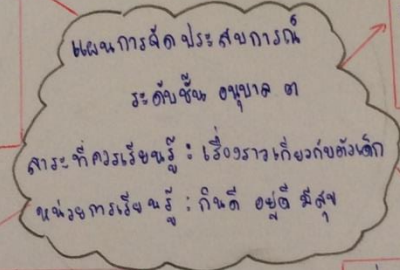 แผนการจัดประสบการณ์
ระดับชั้น อนุบาล ๓
สาระที่ควรเรียนรู้ : เรื่องราวเกี่ยวกับตัวเด็ก
หน่วยการเรียนรู้ : กินดี อยู่ดี มีสุข